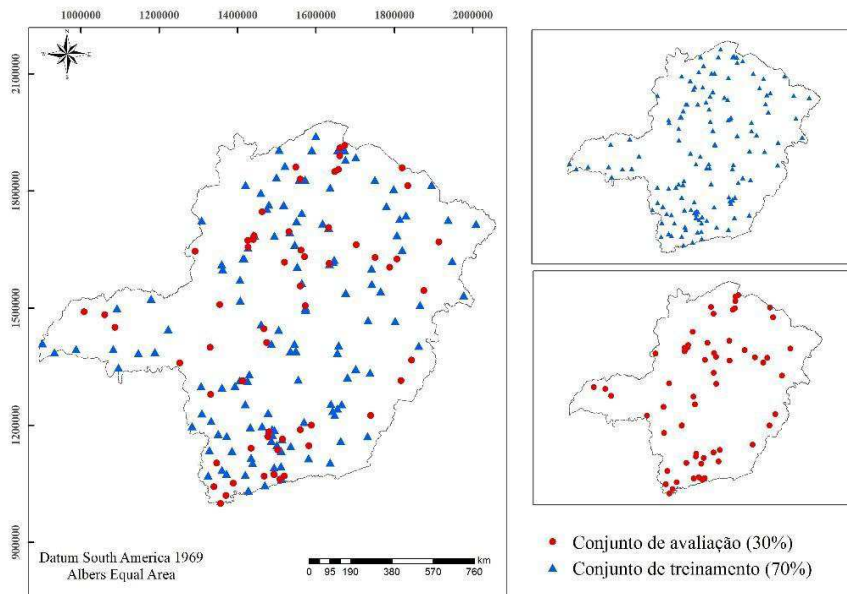 1000000 1200000 1400000 1600000 1800000 2000000
N
W E
S
2100000
1800000
1500000
1200000
900000
Datum South America 1969
Albers Equal Area
km
0 95 190 380 570 760
Conjunto de avaliação (30%)
Conjunto de treinamento (70%)